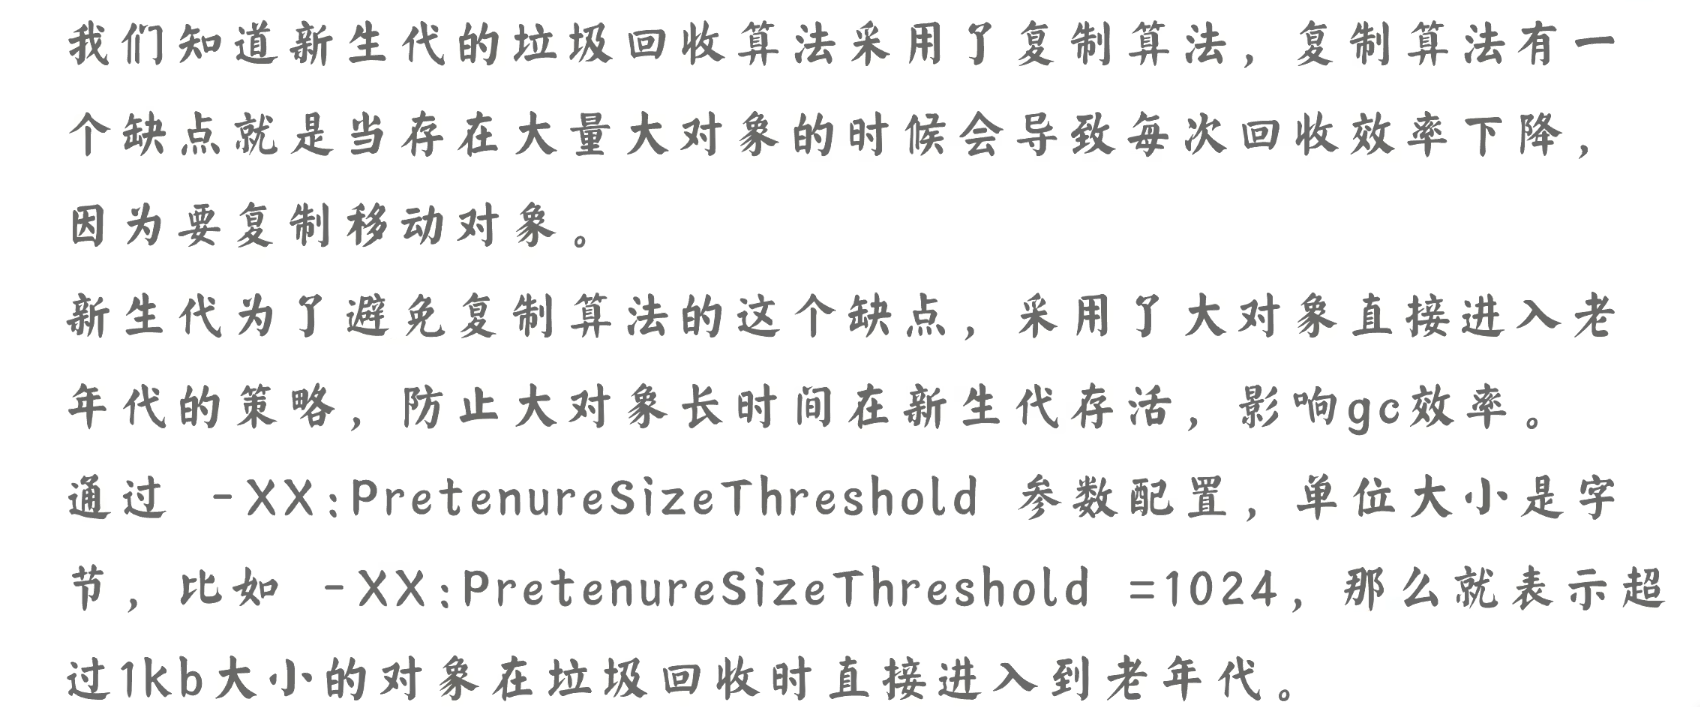 我们知道新生代的垃圾回收算法采用了复制算法，复制算法有一
个缺点就是当存在大量大对象的时候会导致每次回收效率下降，
因为要复制移动对象。
新生代为了避免复制算法的这个缺点，采用了大对象直接进入老
年代的策略，防止大对象长时间在新生代存活，影响gc效率。
通过 -XX:PretenureSizeThreshold 参数配置，单位大小是字
节，比如 -XX:PretenureSizeThreshold =1024，那么就表示超
过1kb大小的对象在垃圾回收时直接进入到老年代。